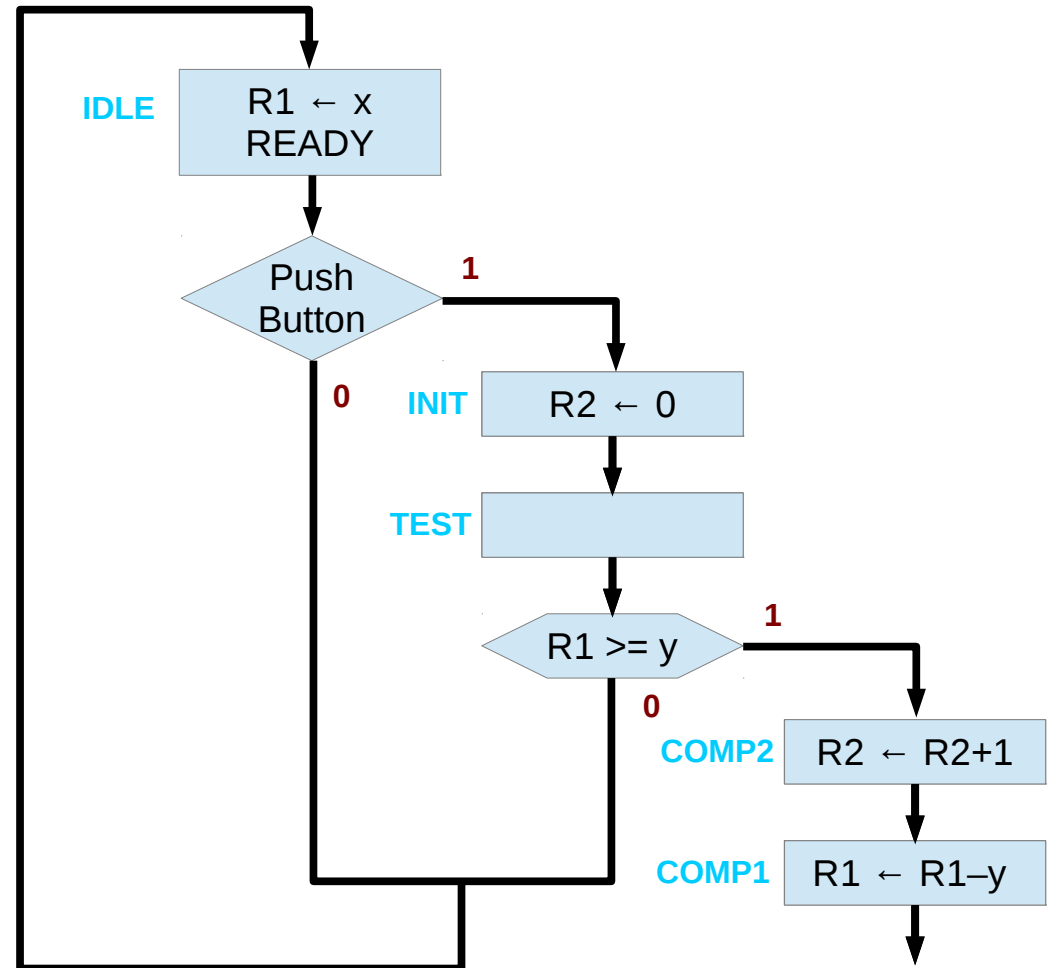 IDLE
R1 ← x
READY
Push
Button
1
0
INIT
R2 ← 0
TEST
R1 >= y
1
0
COMP2
R2 ← R2+1
COMP1
R1 ← R1–y